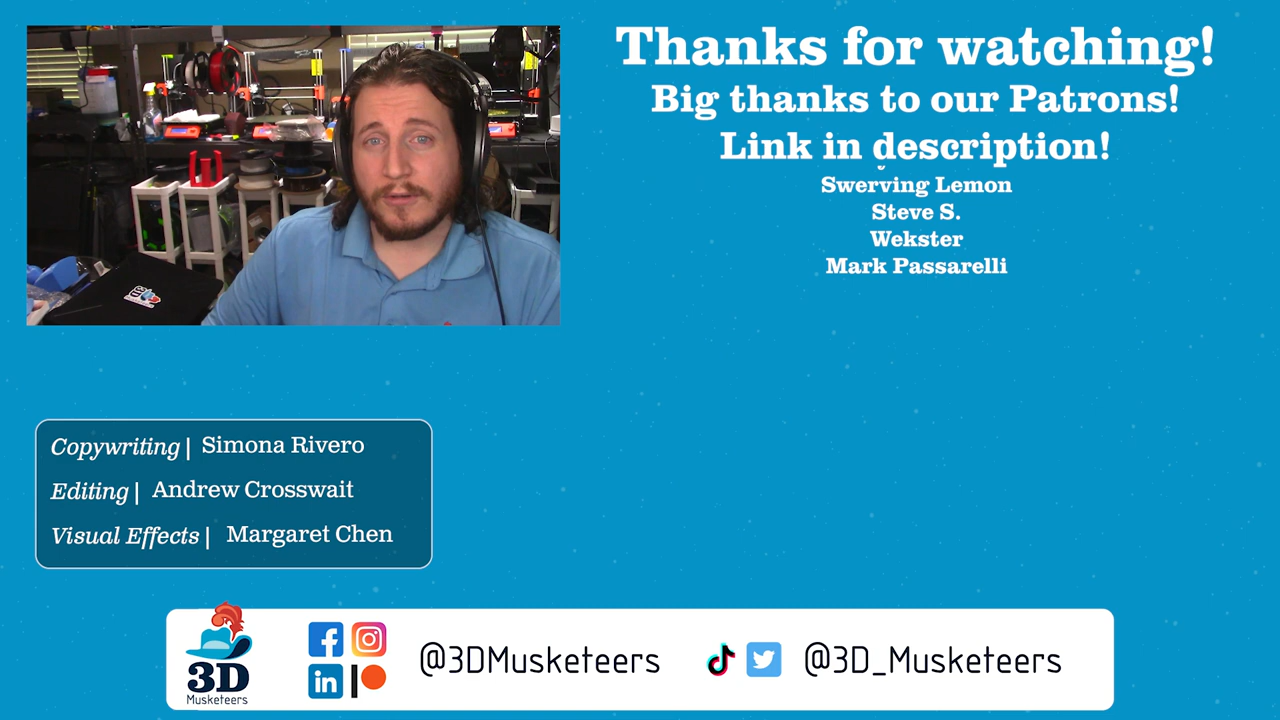 Thanks for watching!
Big thanks to our Patrons!
Link in description!
Swerving Lemon
Steve S.
Wekster
Mark Passarelli
Copywriting | Simona Rivero
Editing | Andrew Crosswait
Visual Effects | Margaret Chen
3D
Musketeers
@3DMusketeers
@3D_Musketeers